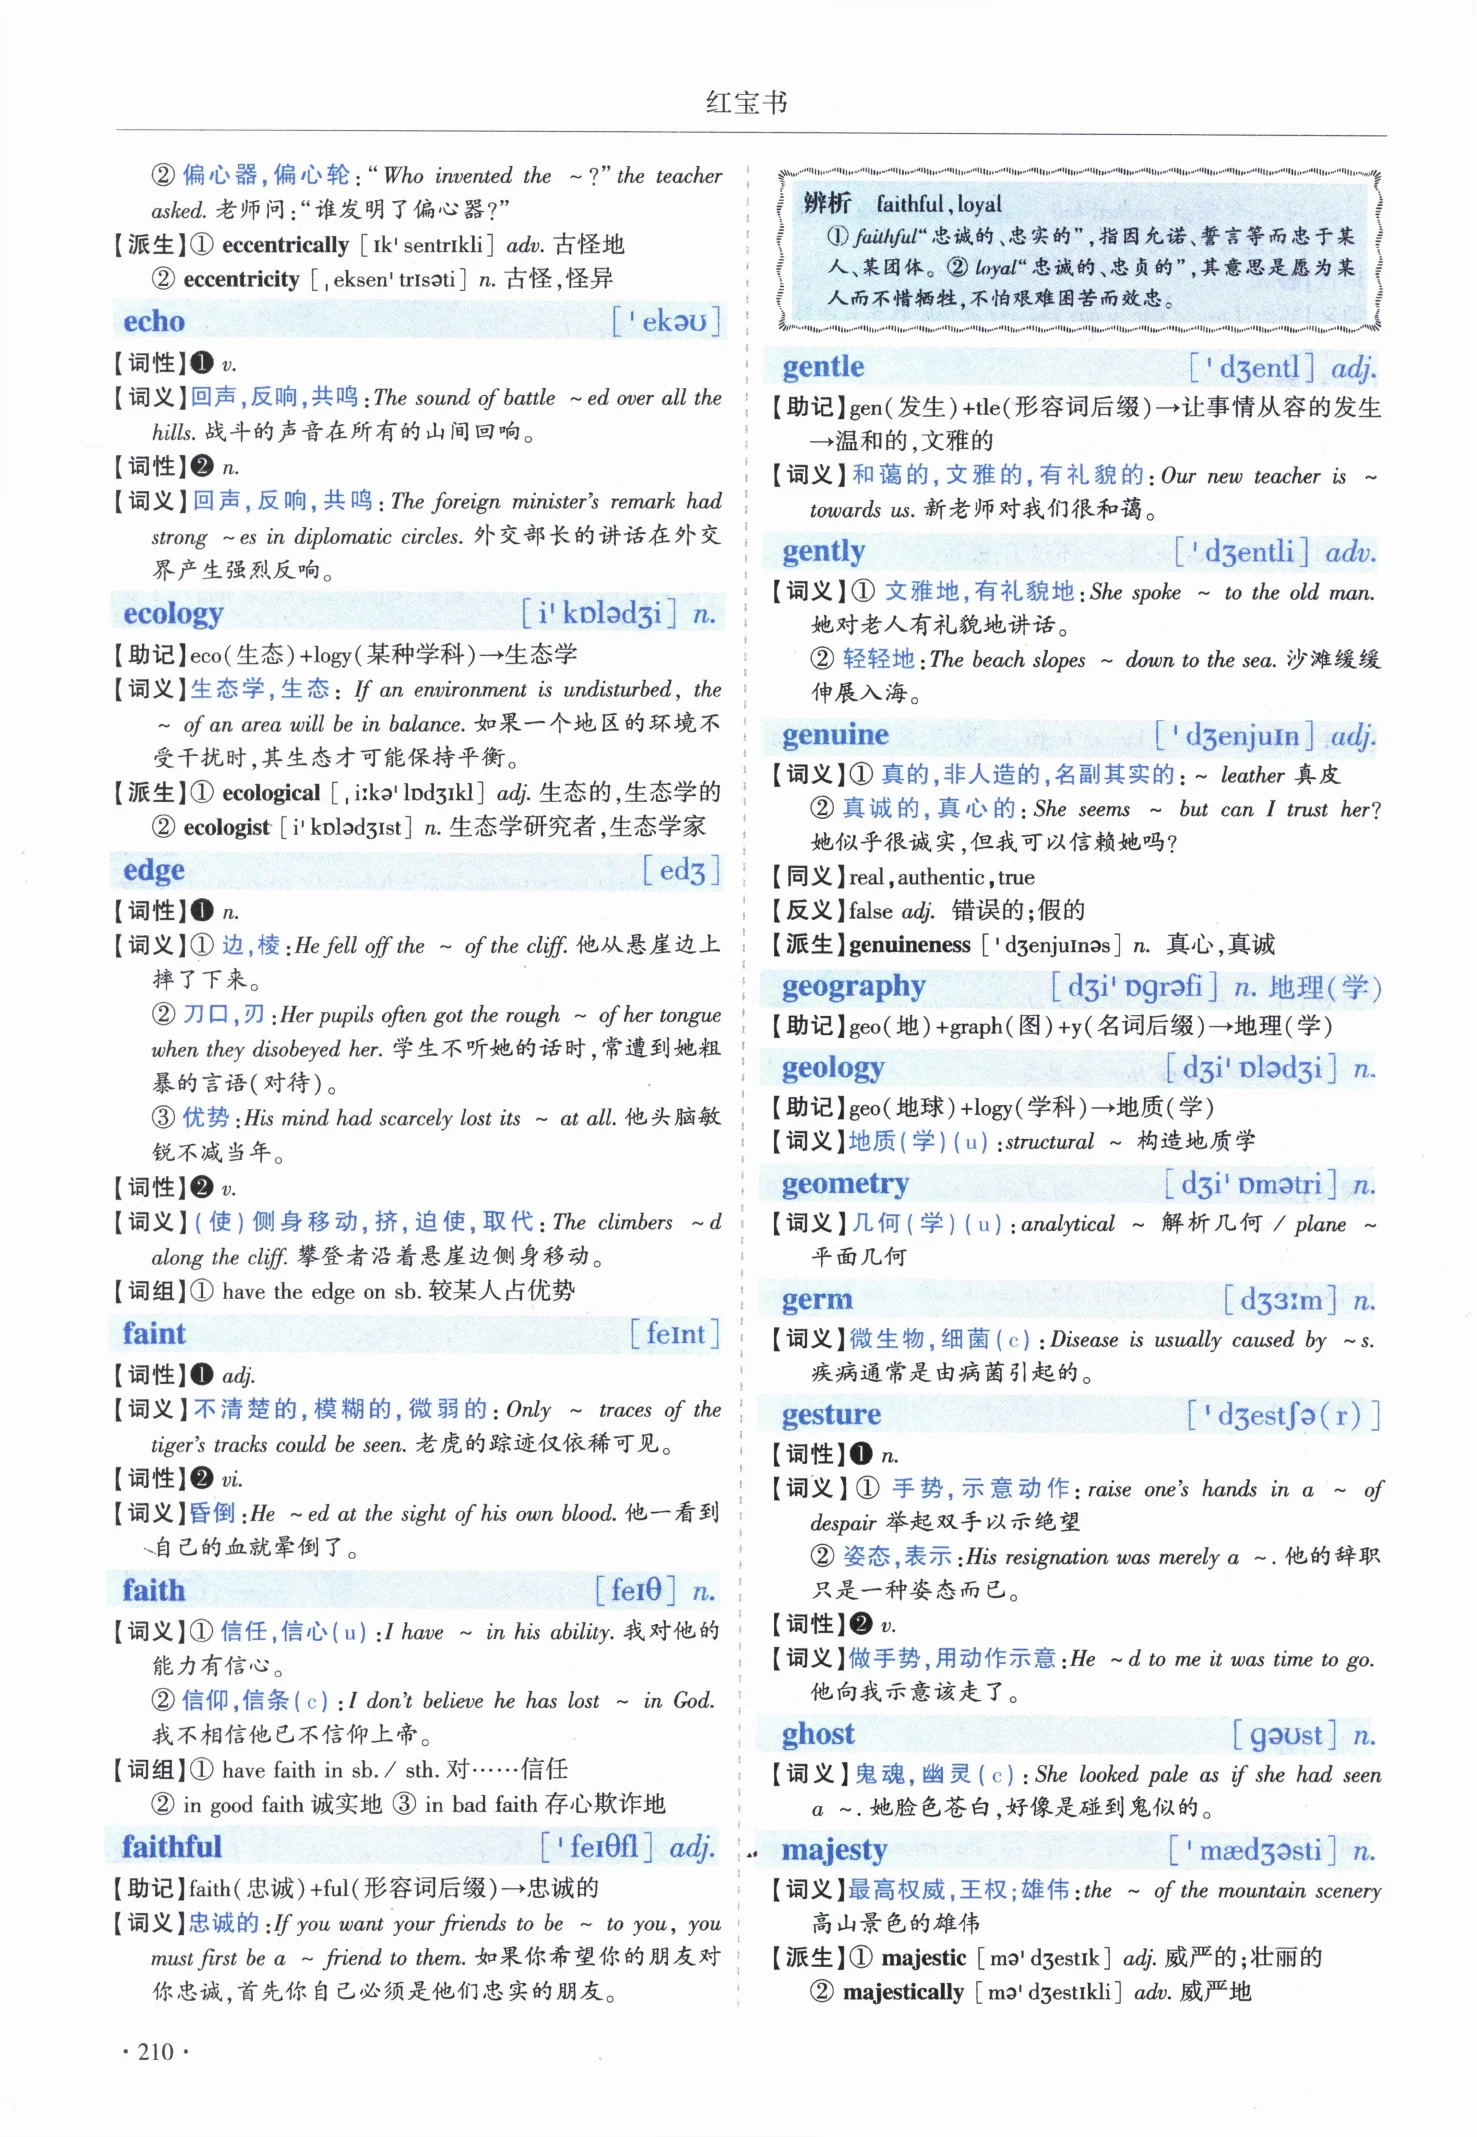 红宝书
② 偏心器,偏心轮:“Who invented the ~?” the teacher
asked. 老师问:“谁发明了偏心器?”
【派生】① eccentrically [ɪkˈsentrɪkli] adv. 古怪地
② eccentricity [ˌeksenˈtrɪsəti] n. 古怪,怪异
echo [ˈekəʊ]
【词性】❶ v.
【词义】回声,反响,共鸣:The sound of battle ~ed over all the
hills. 战斗的声音在所有的山间回响。
【词性】❷ n.
【词义】回声,反响,共鸣:The foreign minister's remark had
strong ~es in diplomatic circles. 外交部长的讲话在外交
界产生强烈反响。
ecology [iˈkɒlədʒi] n.
【助记】eco(生态)+logy(某种学科)→生态学
【词义】生态学,生态: If an environment is undisturbed, the
~ of an area will be in balance. 如果一个地区的环境不
受干扰时,其生态才可能保持平衡。
【派生】① ecological [ˌiːkəˈlɒdʒɪkl] adj. 生态的,生态学的
② ecologist [iˈkɒlədʒɪst] n. 生态学研究者,生态学家
edge [edʒ]
【词性】❶ n.
【词义】① 边,棱:He fell off the ~ of the cliff. 他从悬崖边上
摔了下来。
② 刀口,刃:Her pupils often got the rough ~ of her tongue
when they disobeyed her. 学生不听她的话时,常遭到她粗
暴的言语(对待)。
③ 优势:His mind had scarcely lost its ~ at all. 他头脑敏
锐不减当年。
【词性】❷ v.
【词义】(使)侧身移动,挤,迫使,取代:The climbers ~d
along the cliff. 攀登者沿着悬崖边侧身移动。
【词组】① have the edge on sb. 较某人占优势
faint [feɪnt]
【词性】❶ adj.
【词义】不清楚的,模糊的,微弱的:Only ~ traces of the
tiger's tracks could be seen. 老虎的踪迹仅依稀可见。
【词性】❷ vi.
【词义】昏倒:He ~ed at the sight of his own blood. 他一看到
自己的血就晕倒了。
faith [feɪθ] n.
【词义】① 信任,信心(u):I have ~ in his ability. 我对他的
能力有信心。
② 信仰,信条(c):I don't believe he has lost ~ in God.
我不相信他已不信仰上帝。
【词组】① have faith in sb./ sth. 对……信任
② in good faith 诚实地 ③ in bad faith 存心欺诈地
faithful [ˈfeɪθfl] adj.
【助记】faith(忠诚)+ful(形容词后缀)→忠诚的
【词义】忠诚的:If you want your friends to be ~ to you, you
must first be a ~ friend to them. 如果你希望你的朋友对
你忠诚,首先你自己必须是他们忠实的朋友。
辨析 faithful,loyal
① faithful“忠诚的、忠实的”,指因允诺、誓言等而忠于某
人、某团体。② loyal“忠诚的、忠贞的”,其意思是愿为某
人而不惜牺牲,不怕艰难困苦而效忠。
gentle [ˈdʒentl] adj.
【助记】gen(发生)+tle(形容词后缀)→让事情从容的发生
→温和的,文雅的
【词义】和蔼的,文雅的,有礼貌的:Our new teacher is ~
towards us. 新老师对我们很和蔼。
gently [ˈdʒentli] adv.
【词义】① 文雅地,有礼貌地:She spoke ~ to the old man.
她对老人有礼貌地讲话。
② 轻轻地:The beach slopes ~ down to the sea. 沙滩缓缓
伸展入海。
genuine [ˈdʒenjuɪn] adj.
【词义】① 真的,非人造的,名副其实的:~ leather 真皮
② 真诚的,真心的:She seems ~ but can I trust her?
她似乎很诚实,但我可以信赖她吗?
【同义】real,authentic,true
【反义】false adj. 错误的;假的
【派生】genuineness [ˈdʒenjuɪnəs] n. 真心,真诚
geography [dʒiˈɒɡrəfi] n. 地理(学)
【助记】geo(地)+graph(图)+y(名词后缀)→地理(学)
geology [dʒiˈɒlədʒi] n.
【助记】geo(地球)+logy(学科)→地质(学)
【词义】地质(学)(u):structural ~ 构造地质学
geometry [dʒiˈɒmətri] n.
【词义】几何(学)(u):analytical ~ 解析几何 / plane ~
平面几何
germ [dʒɜːm] n.
【词义】微生物,细菌(c):Disease is usually caused by ~s.
疾病通常是由病菌引起的。
gesture [ˈdʒestʃə(r)]
【词性】❶ n.
【词义】① 手势,示意动作:raise one's hands in a ~ of
despair 举起双手以示绝望
② 姿态,表示:His resignation was merely a ~. 他的辞职
只是一种姿态而已。
【词性】❷ v.
【词义】做手势,用动作示意:He ~d to me it was time to go.
他向我示意该走了。
ghost [ɡəʊst] n.
【词义】鬼魂,幽灵(c):She looked pale as if she had seen
a ~. 她脸色苍白,好像是碰到鬼似的。
majesty [ˈmædʒəsti] n.
【词义】最高权威,王权;雄伟:the ~ of the mountain scenery
高山景色的雄伟
【派生】① majestic [məˈdʒestɪk] adj. 威严的;壮丽的
② majestically [məˈdʒestɪkli] adv. 威严地
· 210 ·